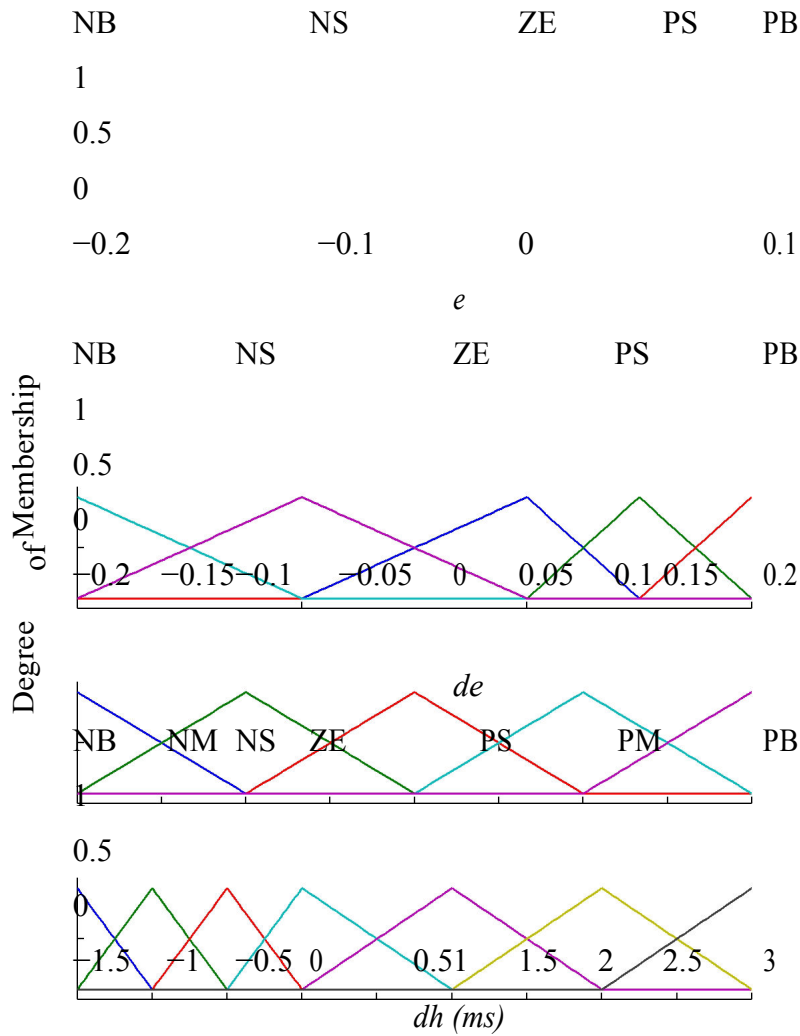 NB NS ZE PS PB
1
0.5
0
−0.2 −0.1 0 0.1
e
NB NS ZE PS PB
1
0.5
0
−0.2 −0.15 −0.1 −0.05 0 0.05 0.1 0.15 0.2
de
Degree of Membership
NB NM NS ZE PS PM PB
1
0.5
0
−1.5 −1 −0.5 0 0.51 1.5 2 2.5 3
dh (ms)